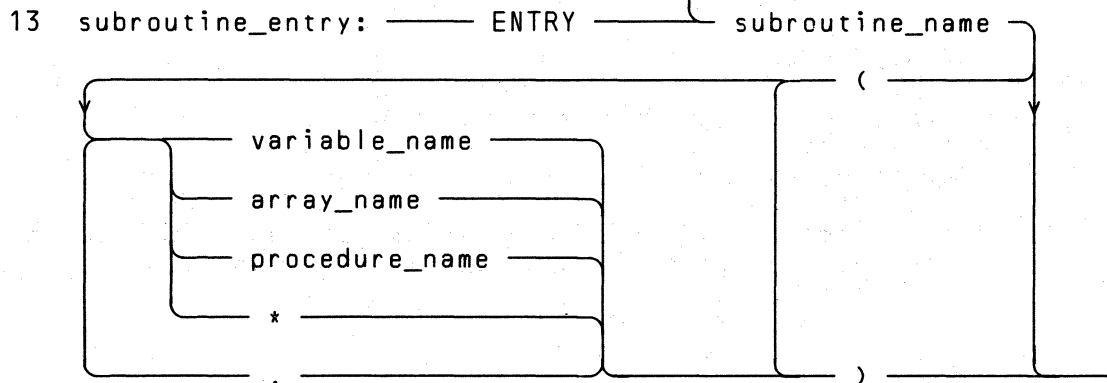 13 subroutine_entry: ENTRY subroutine_name
(
variable_name
array_name
procedure_name
*
, )